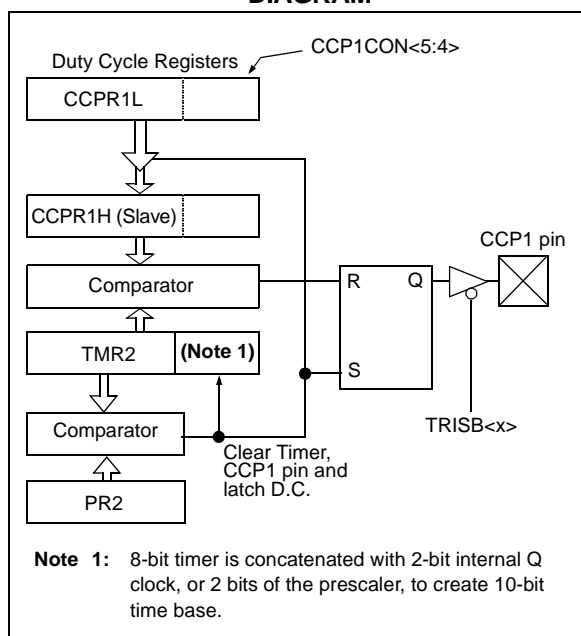 DIAGRAM
CCP1CON<5:4>
Duty Cycle Registers
CCPR1L
CCPR1H (Slave)
CCP1 pin
Comparator
R
Q
TMR2
(Note 1)
S
Comparator
TRISB<x>
Clear Timer,
CCP1 pin and
latch D.C.
PR2
Note 1: 8-bit timer is concatenated with 2-bit internal Q
clock, or 2 bits of the prescaler, to create 10-bit
time base.